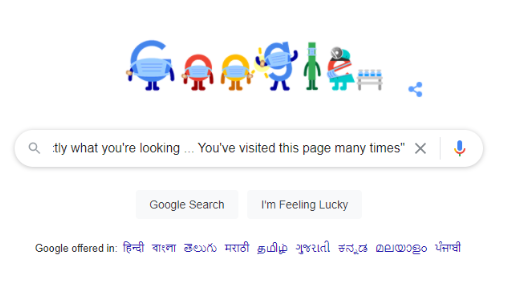 Google
:tly what you're looking ... You've visited this page many times"
Google Search I'm Feeling Lucky
Google offered in: हिन्दी বাংলা తెలుగు मराठी தமிழ் ગુજરાતી ಕನ್ನಡ മലയാളം ਪੰਜਾਬੀ